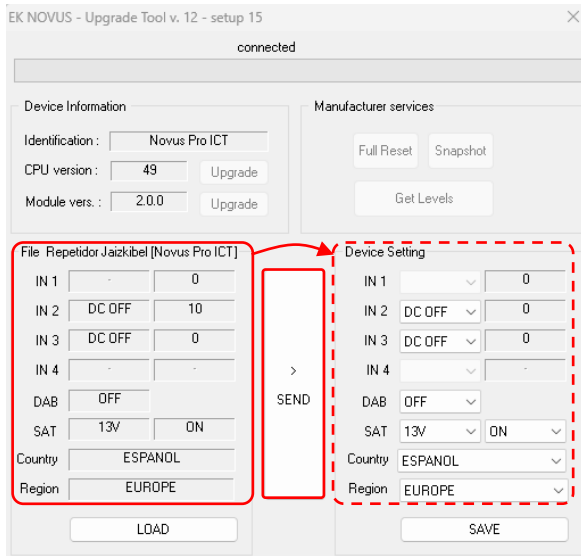 EK NOVUS - Upgrade Tool v. 12 - setup 15
connected
Device Information
Identification : Novus Pro ICT
CPU version : 49 Upgrade
Module vers. : 2.0.0 Upgrade
Manufacturer services
Full Reset Snapshot
Get Levels
File Repetidor Jaizkibel [Novus Pro ICT]
IN 1 - 0
IN 2 DC OFF 10
IN 3 DC OFF 0
IN 4 - -
DAB OFF
SAT 13V ON
Country ESPANOL
Region EUROPE
LOAD
>
SEND
Device Setting
IN 1 0
IN 2 DC OFF 0
IN 3 DC OFF 0
IN 4 -
DAB OFF
SAT 13V ON
Country ESPANOL
Region EUROPE
SAVE